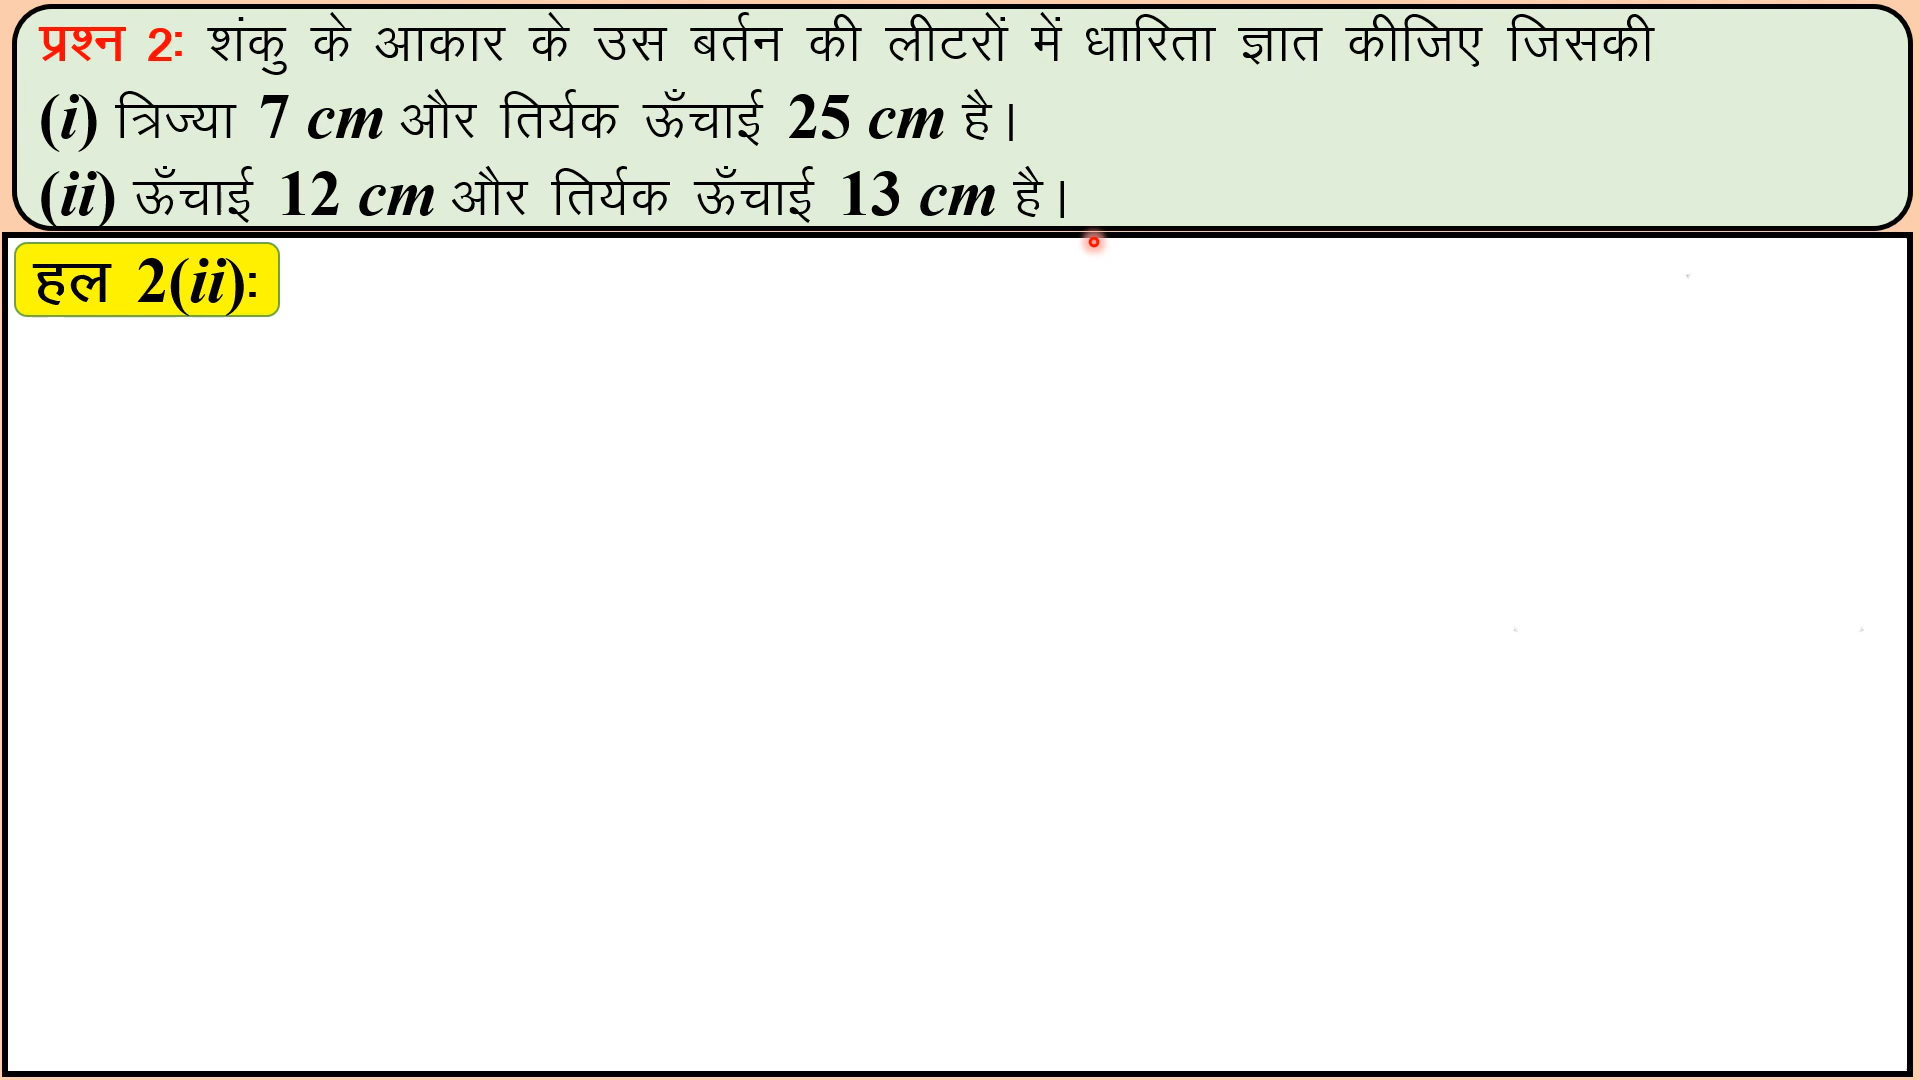 प्रश्न 2: शंकु के आकार के उस बर्तन की लीटरों में धारिता ज्ञात कीजिए जिसकी
(i) त्रिज्या 7 cm और तिर्यक ऊँचाई 25 cm है।
(ii) ऊँचाई 12 cm और तिर्यक ऊँचाई 13 cm है।
हल 2(ii):